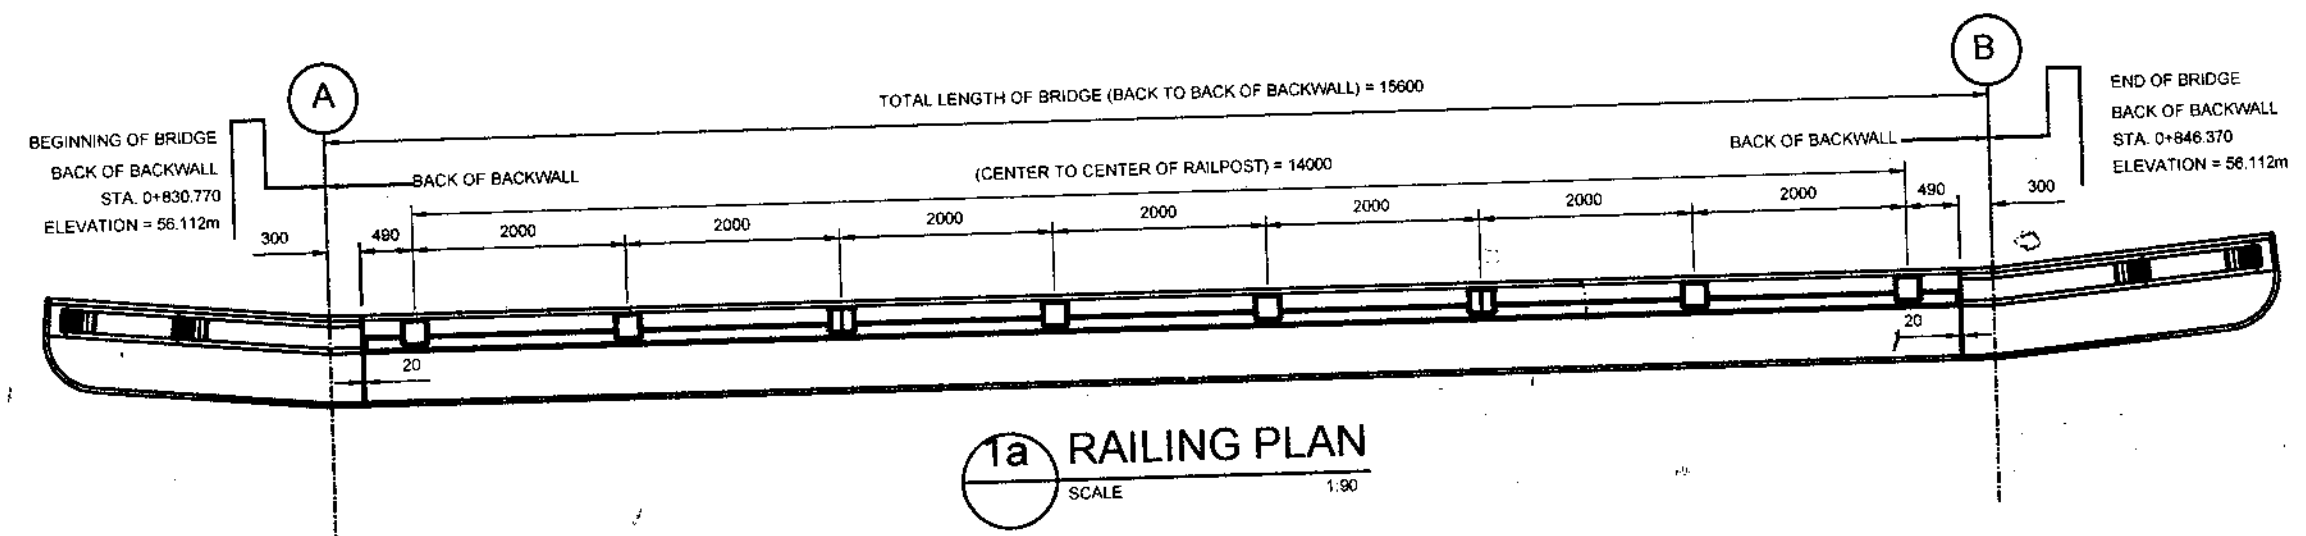 A
B
TOTAL LENGTH OF BRIDGE (BACK TO BACK OF BACKWALL) = 15600
BEGINNING OF BRIDGE
BACK OF BACKWALL
STA. 0+830.770
ELEVATION = 56.112m
END OF BRIDGE
BACK OF BACKWALL
STA. 0+846.370
ELEVATION = 56.112m
BACK OF BACKWALL
BACK OF BACKWALL
(CENTER TO CENTER OF RAILPOST) = 14000
300
490
2000
2000
2000
2000
2000
2000
2000
490
300
20
20
1a
RAILING PLAN
SCALE
1:90